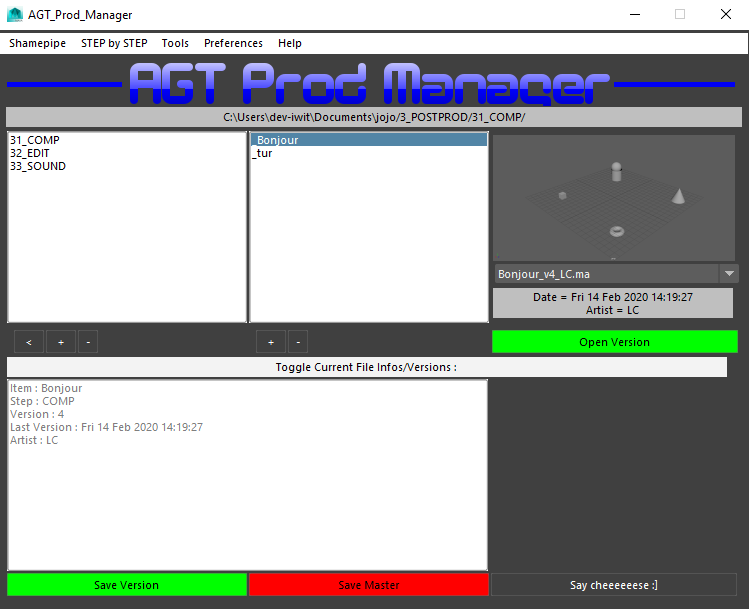 AGT_Prod_Manager
Shamepipe STEP by STEP Tools Preferences Help
AGT Prod Manager
C:\Users\dev-iwit\Documents\jojo/3_POSTPROD/31_COMP/
31_COMP
32_EDIT
33_SOUND
_Bonjour
_tur
Bonjour_v4_LC.ma
Date = Fri 14 Feb 2020 14:19:27
Artist = LC
< + - + - Open Version
Toggle Current File Infos/Versions :
Item : Bonjour
Step : COMP
Version : 4
Last Version : Fri 14 Feb 2020 14:19:27
Artist : LC
Save Version Save Master Say cheeeeeese :]